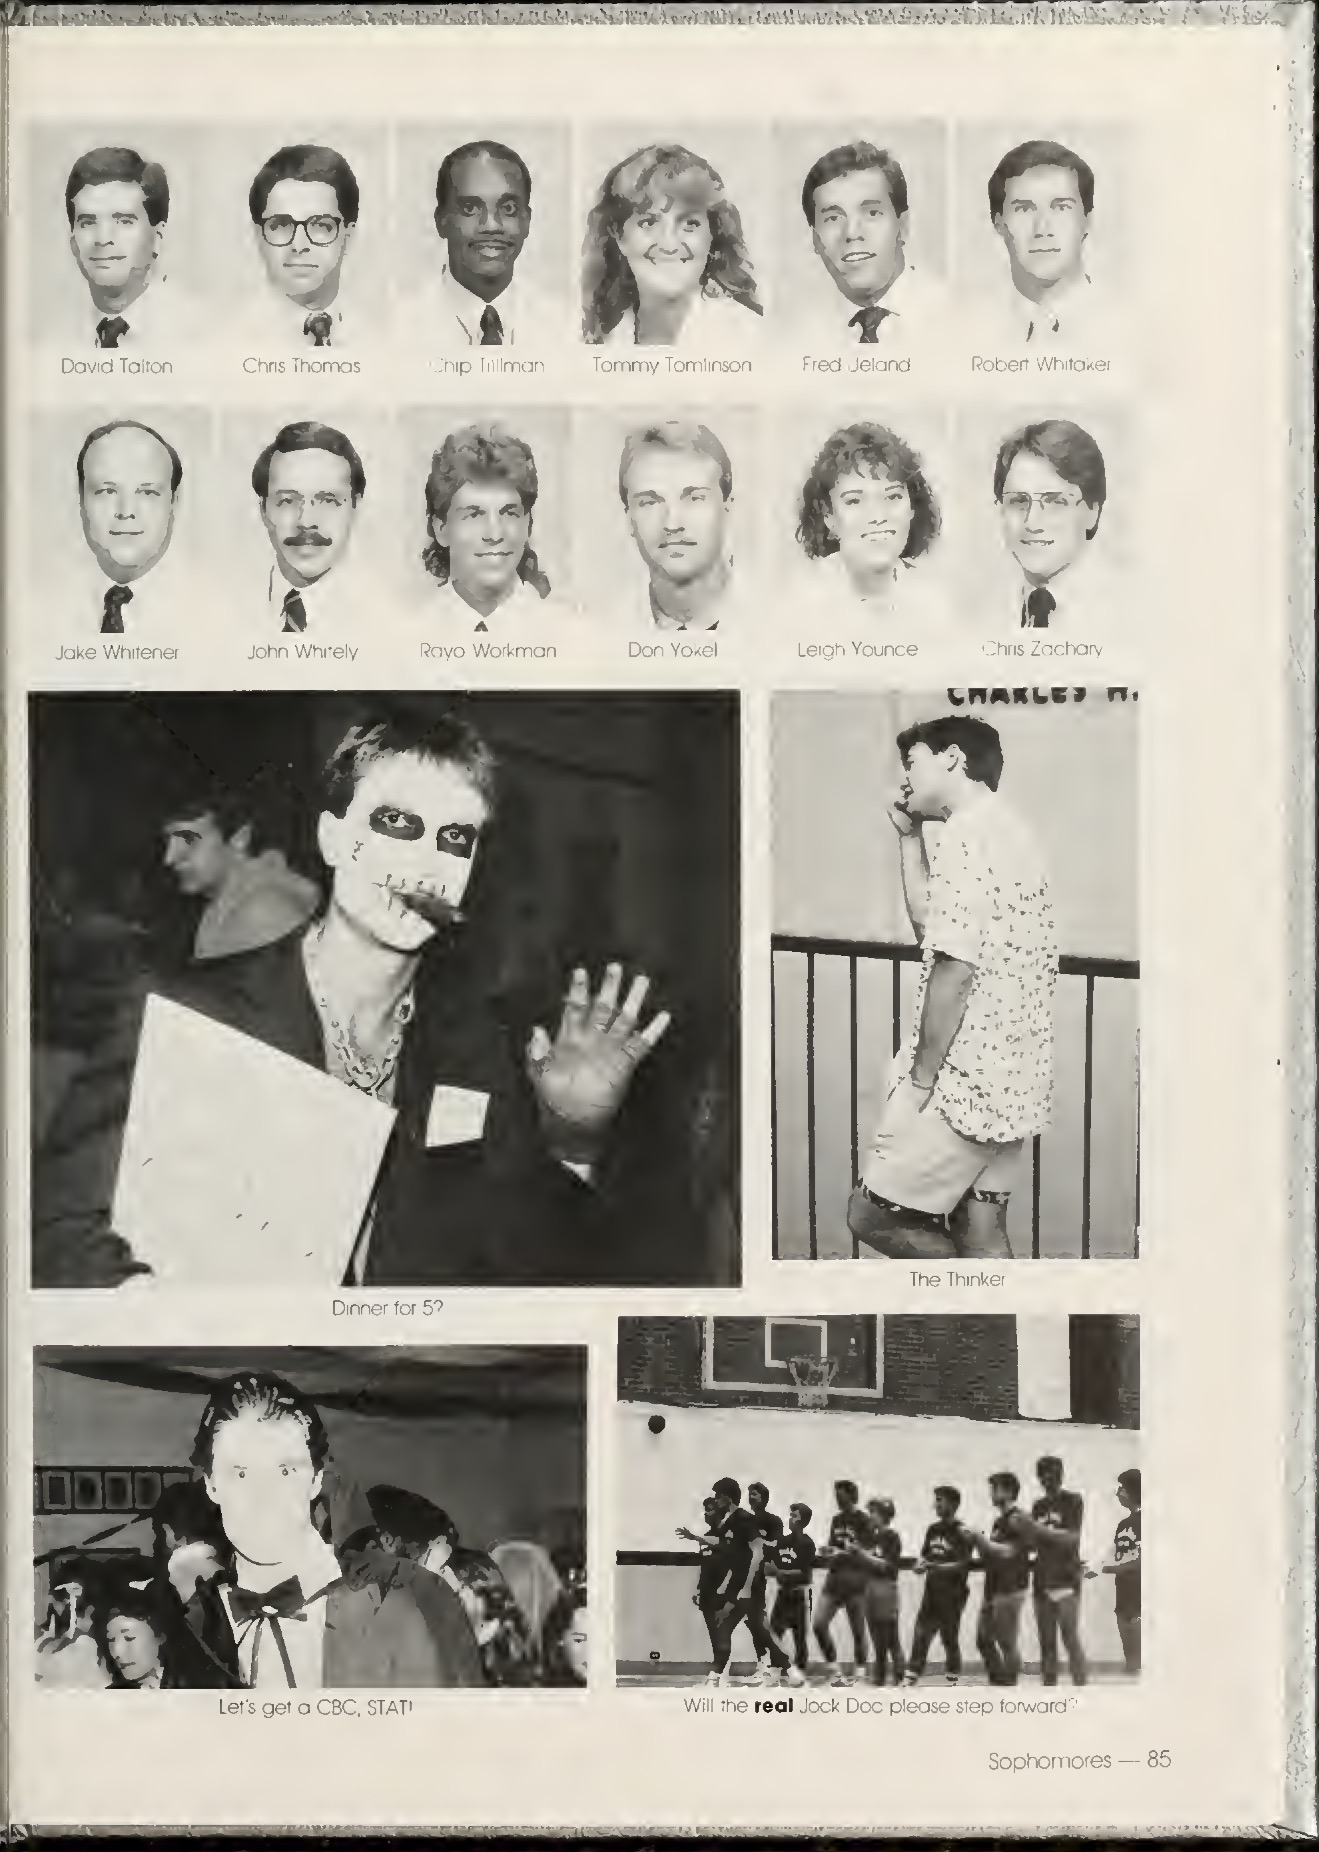 David Talton Chris Thomas Chip Tillman Tommy Tomlinson Fred Ueland Robert Whitaker
Jake Whitener John Whitely Rayo Workman Don Yokel Leigh Younce Chris Zachary
CHARLES H.
Dinner for 5?
The Thinker
Let's get a CBC, STAT!
Will the real Jock Doc please step forward?
Sophomores — 85